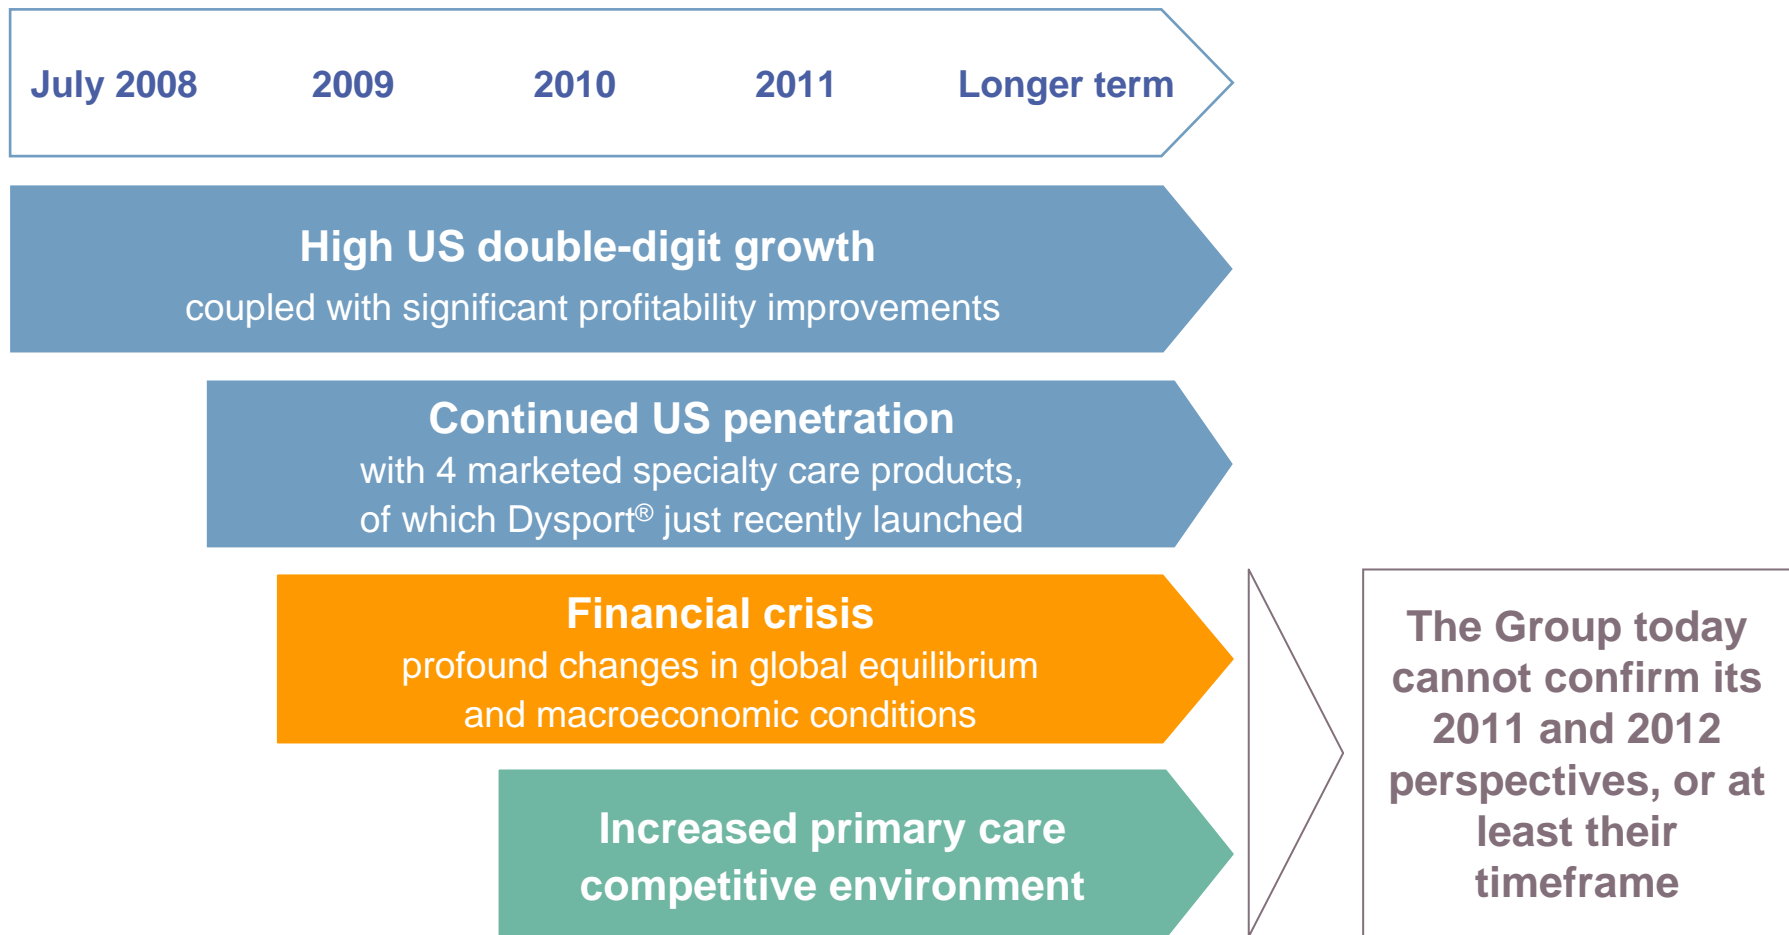 July 2008 2009 2010 2011 Longer term
High US double-digit growth
coupled with significant profitability improvements
Continued US penetration
with 4 marketed specialty care products,
of which Dysport® just recently launched
Financial crisis
profound changes in global equilibrium
and macroeconomic conditions
Increased primary care
competitive environment
The Group today
cannot confirm its
2011 and 2012
perspectives, or at
least their
timeframe